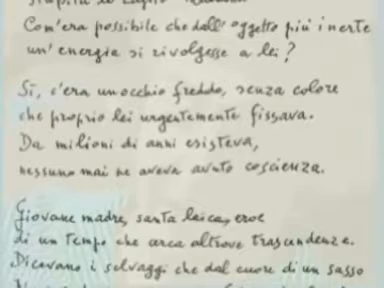 Com'era possibile che dall'oggetto più inerte
un'energia si rivolgesse a lei?
Sì, c'era un occhio freddo, senza colore
che proprio lei urgentemente fissava.
Da milioni di anni esisteva,
nessuno mai ne aveva avuto coscienza.
Giovane madre, santa laica, eroe
di un tempo che cerca altrove trascendenze.
Dicevano i selvaggi che dal cuore di un sasso